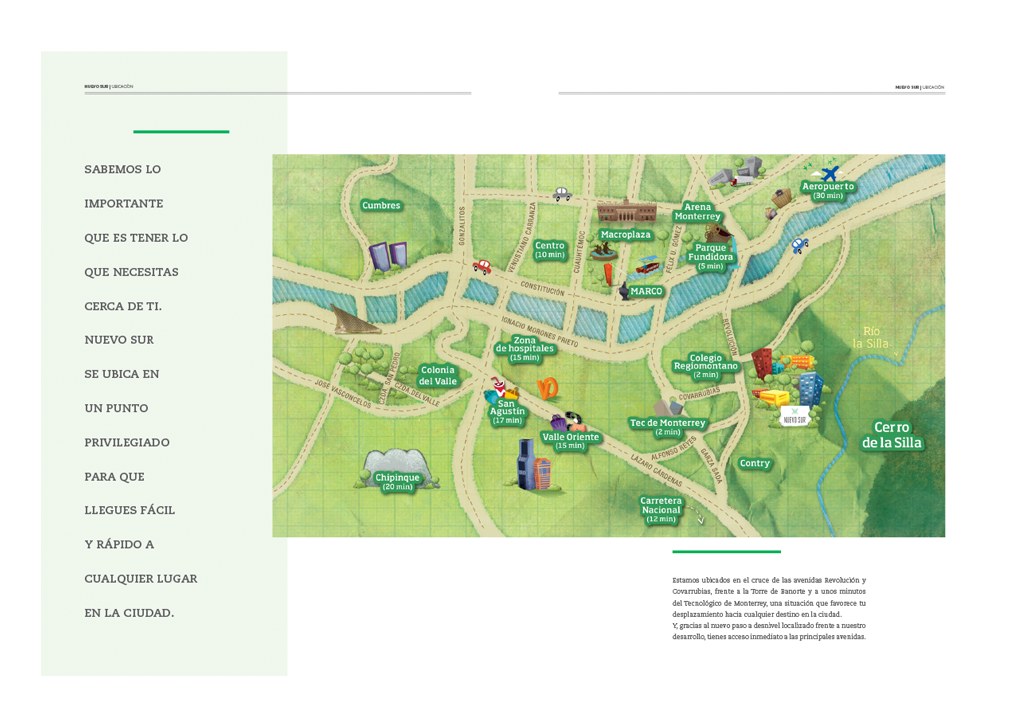 NUEVO SUR | UBICACIÓN
NUEVO SUR | UBICACIÓN
SABEMOS LO
IMPORTANTE
QUE ES TENER LO
QUE NECESITAS
CERCA DE TI.
NUEVO SUR
SE UBICA EN
UN PUNTO
PRIVILEGIADO
PARA QUE
LLEGUES FÁCIL
Y RÁPIDO A
CUALQUIER LUGAR
EN LA CIUDAD.
Cumbres
GONZALITOS
VENUSTIANO CARRANZA
Centro
(10 min)
CUAUHTÉMOC
Macroplaza
Arena
Monterrey
FÉLIX U. GÓMEZ
Parque
Fundidora
(5 min)
Aeropuerto
(30 min)
MARCO
CONSTITUCIÓN
IGNACIO MORONES PRIETO
REVOLUCIÓN
Río
la Silla
Zona
de hospitales
(15 min)
Colegio
Regiomontano
(2 min)
Colonia
del Valle
JOSÉ VASCONCELOS
CZDA. SAN PEDRO
CZDA DEL VALLE
COVARRUBIAS
San
Agustín
(17 min)
VO
NUEVO SUR
Tec de Monterrey
(2 min)
Valle Oriente
(15 min)
Cerro
de la Silla
ALFONSO REYES
GARZA SADA
LÁZARO CÁRDENAS
Contry
Chipinque
(20 min)
Carretera
Nacional
(12 min)
Estamos ubicados en el cruce de las avenidas Revolución y
Covarrubias, frente a la Torre de Banorte y a unos minutos
del Tecnológico de Monterrey, una situación que favorece tu
desplazamiento hacia cualquier destino en la ciudad.
Y, gracias al nuevo paso a desnivel localizado frente a nuestro
desarrollo, tienes acceso inmediato a las principales avenidas.